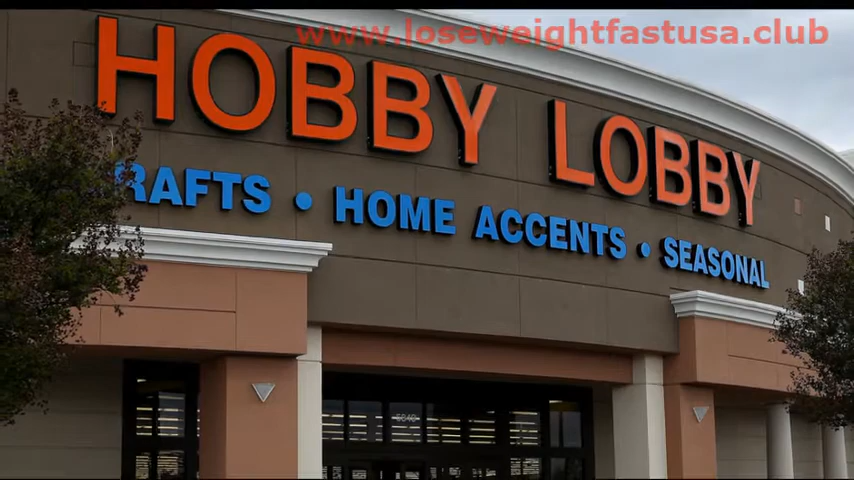 www.loseweightfastusa.club
HOBBY LOBBY
RAFTS • HOME ACCENTS • SEASONAL